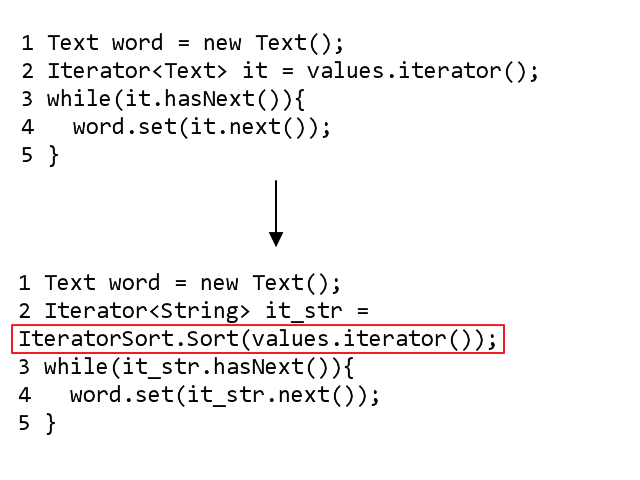 1 Text word = new Text();
2 Iterator<Text> it = values.iterator();
3 while(it.hasNext()){
4   word.set(it.next());
5 }
1 Text word = new Text();
2 Iterator<String> it_str =
IteratorSort.Sort(values.iterator());
3 while(it_str.hasNext()){
4   word.set(it_str.next());
5 }